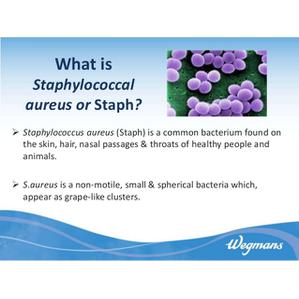 What is
Staphylococcal
aureus or Staph?
➢ Staphylococcus aureus (Staph) is a common bacterium found on
the skin, hair, nasal passages & throats of healthy people and
animals.
➢ S.aureus is a non-motile, small & spherical bacteria which,
appear as grape-like clusters.
Wegmans